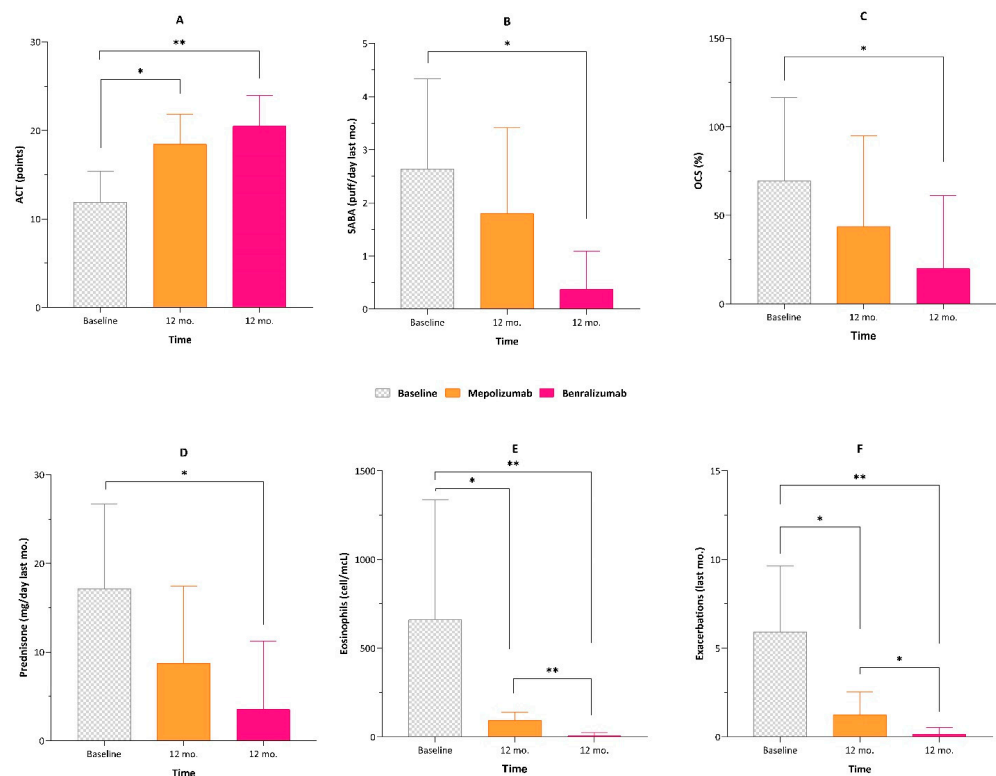 A
ACT (points)
30
20
10
0
*
**
Baseline
12 mo.
12 mo.
Time
B
SABA (puff/day last mo.)
5
4
3
2
1
0
*
Baseline
12 mo.
12 mo.
Time
C
OCS (%)
150
100
50
0
*
Baseline
12 mo.
12 mo.
Time
Baseline
Mepolizumab
Benralizumab
D
Prednisone (mg/day last mo.)
30
20
10
0
*
Baseline
12 mo.
12 mo.
Time
E
Eosinophils (cell/mcL)
1500
1000
500
0
**
*
**
Baseline
12 mo.
12 mo.
Time
F
Exacerbations (last mo.)
15
10
5
0
**
*
*
Baseline
12 mo.
12 mo.
Time